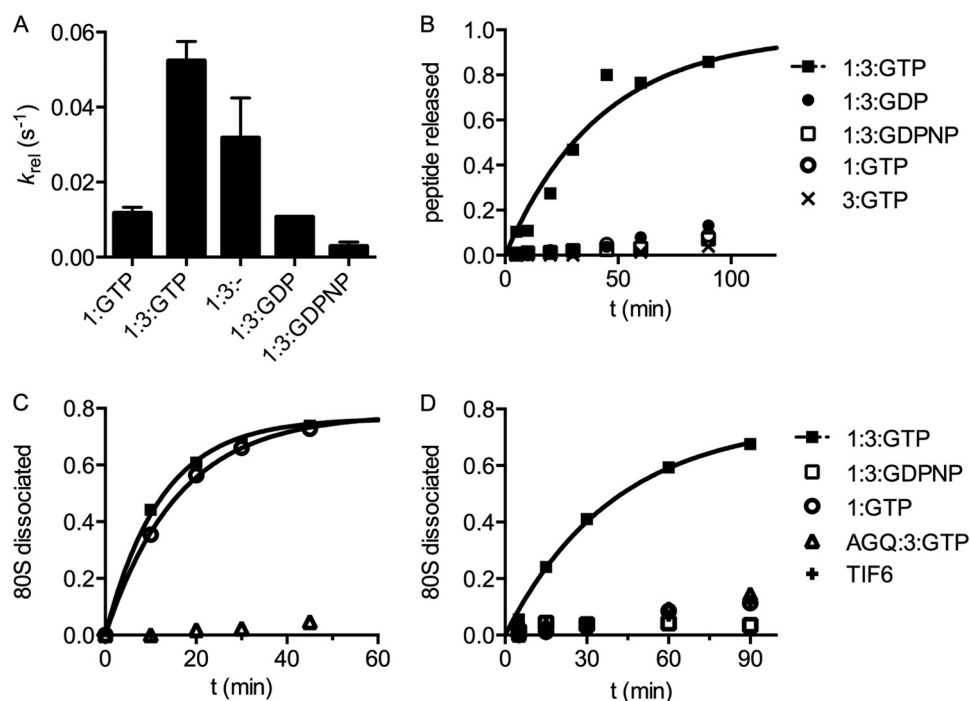 A
k_rel (s⁻¹)
0.06
0.04
0.02
0.00
1:GTP
1:3:GTP
1:3:-
1:3:GDP
1:3:GDPNP
B
peptide released
1.0
0.8
0.6
0.4
0.2
0.0
0
50
100
t (min)
1:3:GTP
1:3:GDP
1:3:GDPNP
1:GTP
3:GTP
C
80S dissociated
0.8
0.6
0.4
0.2
0.0
0
20
40
60
t (min)
D
80S dissociated
0.8
0.6
0.4
0.2
0.0
0
30
60
90
t (min)
1:3:GTP
1:3:GDPNP
1:GTP
AGQ:3:GTP
TIF6